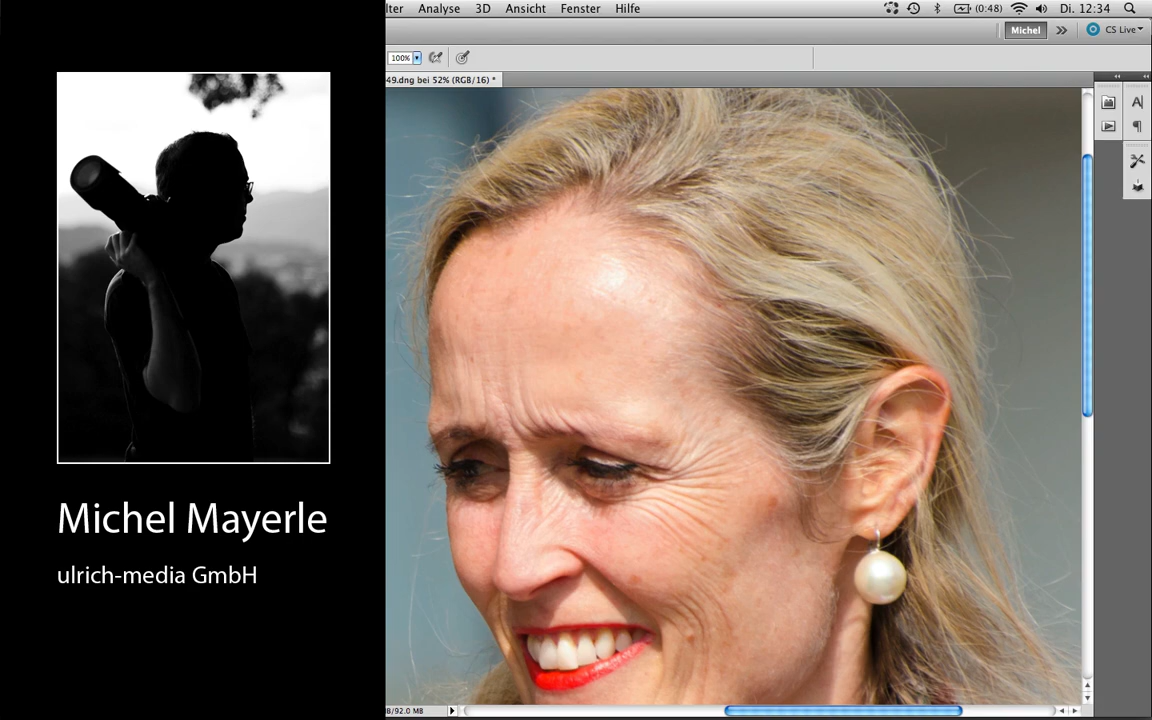 lter Analyse 3D Ansicht Fenster Hilfe (0:48) Di. 12:34
Michel CS Live
100%
49.dng bei 52% (RGB/16) *
A
Michel Mayerle
ulrich-media GmbH
B/92.0 MB